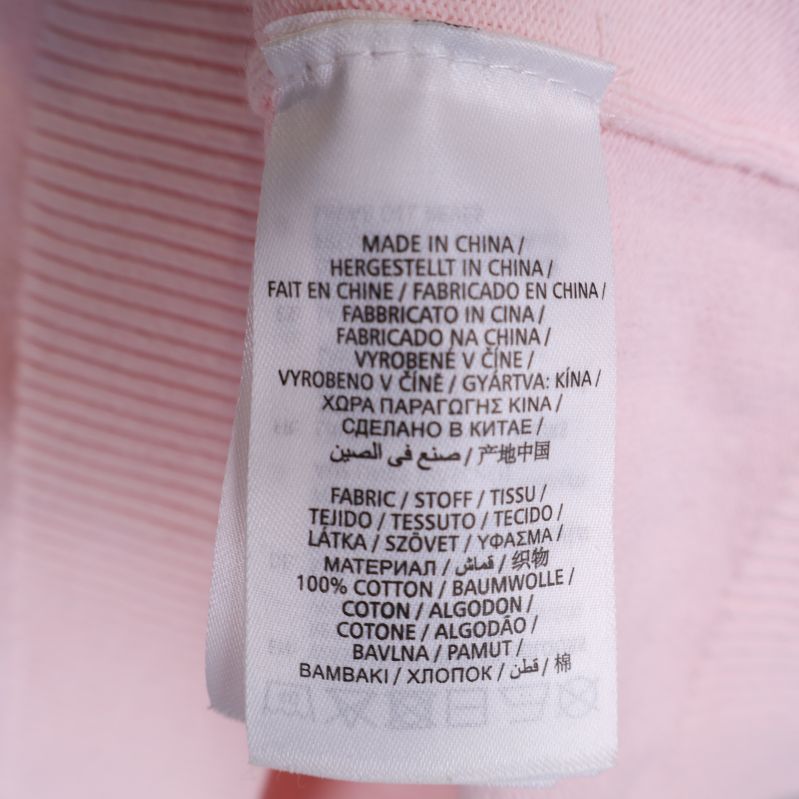 MADE IN CHINA /
HERGESTELLT IN CHINA /
FAIT EN CHINE / FABRICADO EN CHINA /
FABBRICATO IN CINA /
FABRICADO NA CHINA /
VYROBENÉ V ČÍNE /
VYROBENO V ČÍNĚ / GYÁRTVA: KÍNA /
ΧΩΡΑ ΠΑΡΑΓΩΓΗΣ ΚΙΝΑ /
СДЕЛАНО В КИТАЕ /
صنع في الصين / 产地中国
FABRIC / STOFF / TISSU /
TEJIDO / TESSUTO / TECIDO /
LÁTKA / SZÖVET / ΥΦΑΣΜΑ /
МАТЕРИАЛ / قماش / 织物
100% COTTON / BAUMWOLLE /
COTON / ALGODON /
COTONE / ALGODÃO /
BAVLNA / PAMUT /
ΒΑΜΒΑΚΙ / ХЛОПОК / قطن / 棉